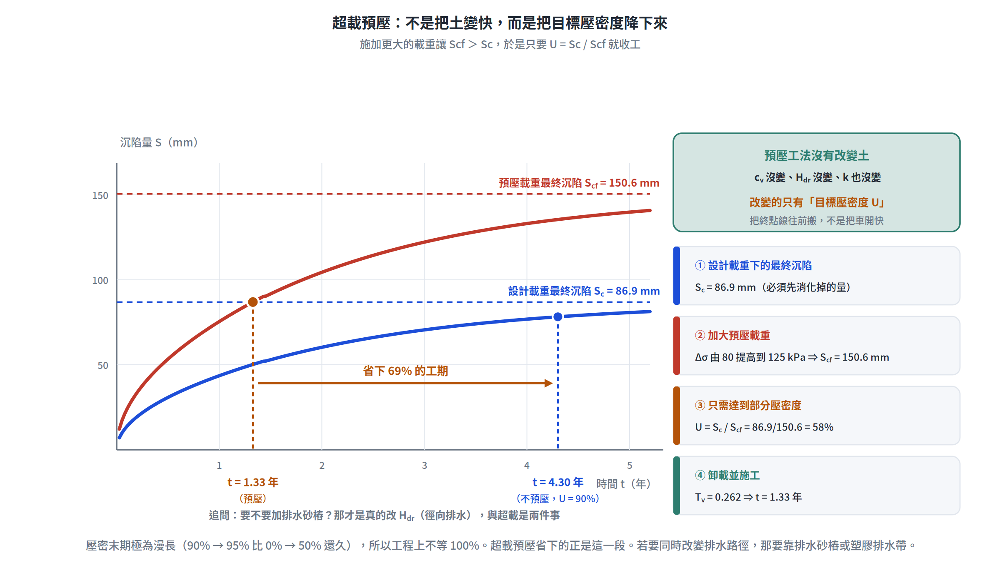 超載預壓：不是把土變快，而是把目標壓密度降下來
施加更大的載重讓 Scf ＞ Sc，於是只要 U = Sc / Scf 就收工
沉陷量 S（mm）
預壓載重最終沉陷 Scf = 150.6 mm
150
100
設計載重最終沉陷 Sc = 86.9 mm
50
省下 69% 的工期
1
2
3
4
5
t = 1.33 年
（預壓）
t = 4.30 年
（不預壓，U = 90%）
時間 t（年）
追問：要不要加排水砂樁？那才是真的改 Hdr（徑向排水），與超載是兩件事
預壓工法沒有改變土
cv 沒變、Hdr 沒變、k 也沒變
改變的只有「目標壓密度 U」
把終點線往前搬，不是把車開快
① 設計載重下的最終沉陷
Sc = 86.9 mm（必須先消化掉的量）
② 加大預壓載重
Δσ 由 80 提高到 125 kPa ⇒ Scf = 150.6 mm
③ 只需達到部分壓密度
U = Sc / Scf = 86.9/150.6 = 58%
④ 卸載並施工
Tv = 0.262 ⇒ t = 1.33 年
壓密末期極為漫長（90% → 95% 比 0% → 50% 還久），所以工程上不等 100%。超載預壓省下的正是這一段。若要同時改變排水路徑，那要靠排水砂樁或塑膠排水帶。